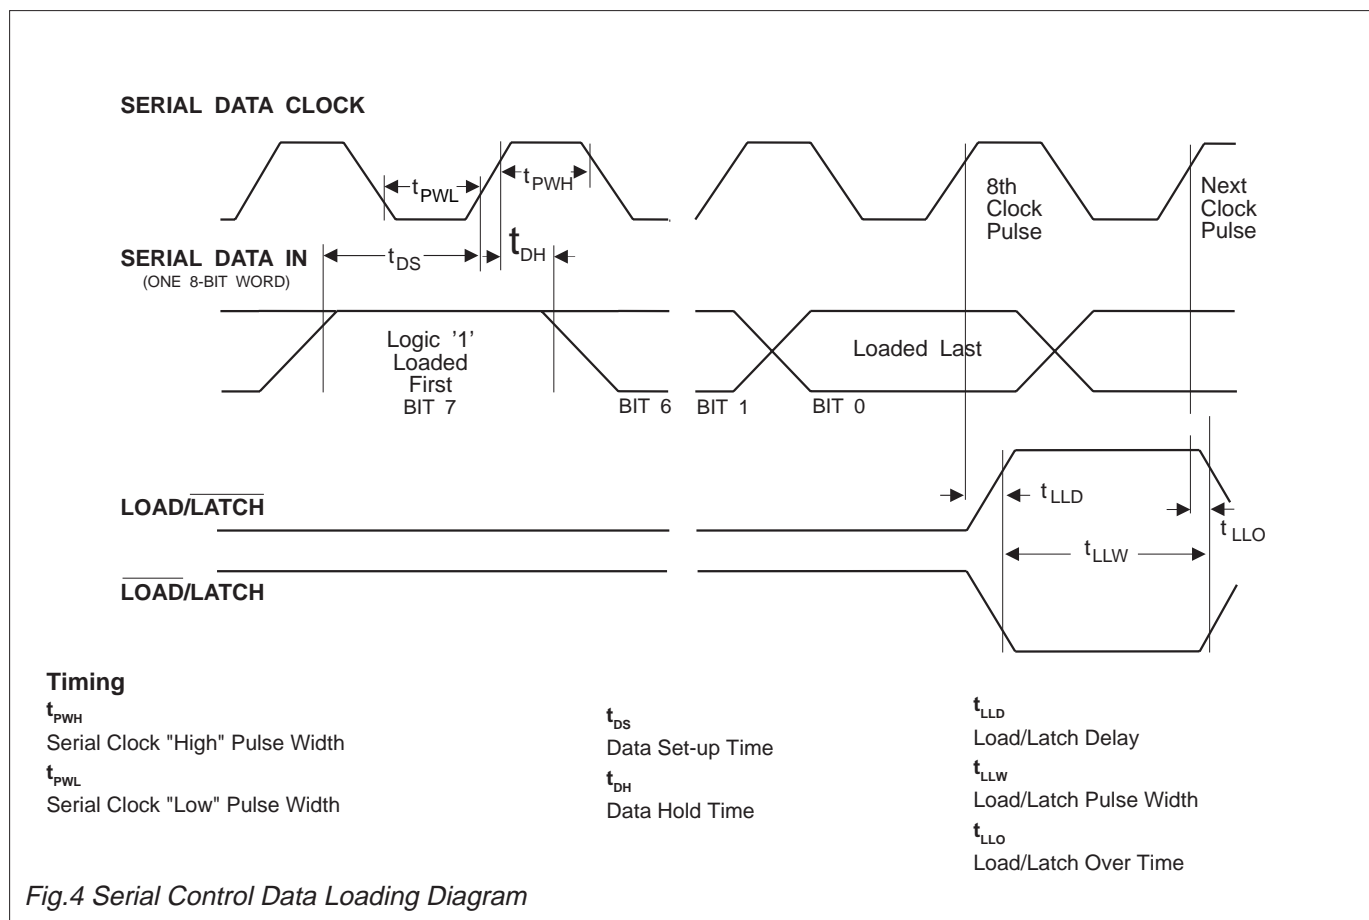 SERIAL DATA CLOCK
tPWL
tPWH
8th
Clock
Pulse
Next
Clock
Pulse
SERIAL DATA IN
(ONE 8-BIT WORD)
tDS
tDH
Logic '1'
Loaded
First
BIT 7
BIT 6
BIT 1
BIT 0
Loaded Last
LOAD/LATCH
tLLD
tLLO
tLLW
LOAD/LATCH
Timing
tPWH
Serial Clock "High" Pulse Width
tPWL
Serial Clock "Low" Pulse Width
tDS
Data Set-up Time
tDH
Data Hold Time
tLLD
Load/Latch Delay
tLLW
Load/Latch Pulse Width
tLLO
Load/Latch Over Time
Fig.4 Serial Control Data Loading Diagram